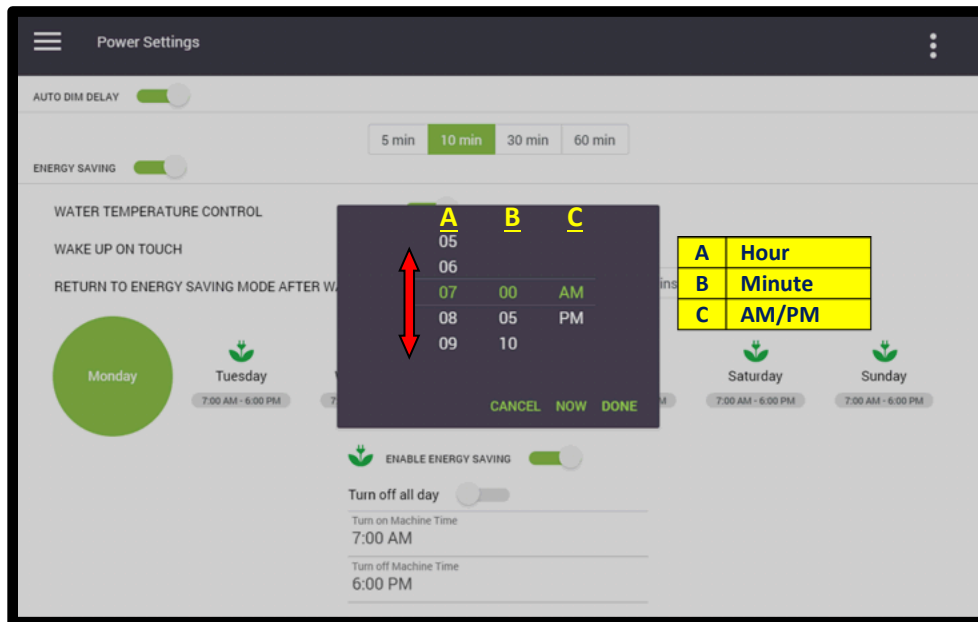 Power Settings
AUTO DIM DELAY
5 min 10 min 30 min 60 min
ENERGY SAVING
WATER TEMPERATURE CONTROL
WAKE UP ON TOUCH
RETURN TO ENERGY SAVING MODE AFTER
ins
A B C
05
06
07 00 AM
08 05 PM
09 10
CANCEL NOW DONE
A Hour
B Minute
C AM/PM
Monday
Tuesday
7:00 AM - 6:00 PM
Saturday
7:00 AM - 6:00 PM
Sunday
7:00 AM - 6:00 PM
ENABLE ENERGY SAVING
Turn off all day
Turn on Machine Time
7:00 AM
Turn off Machine Time
6:00 PM